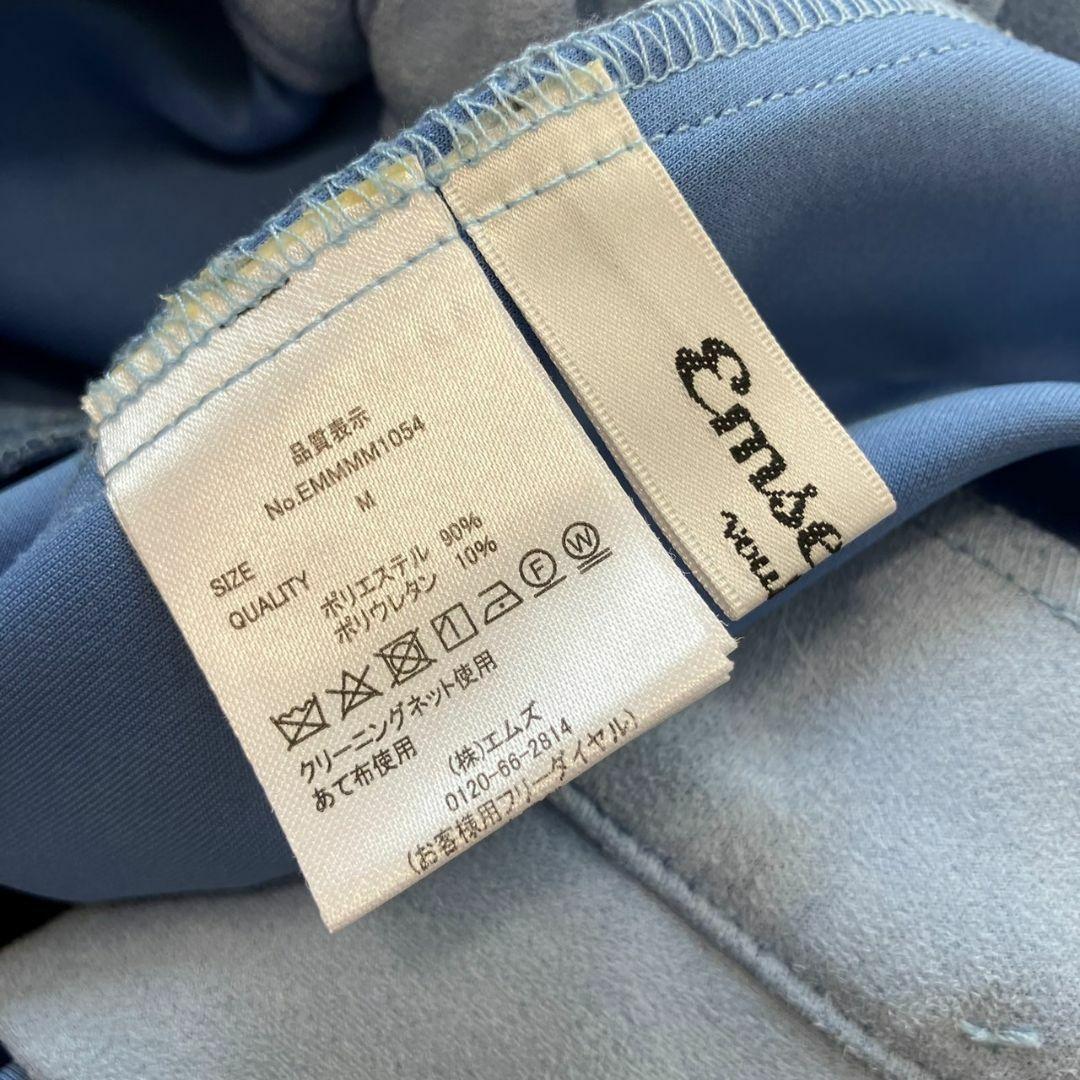 品質表示
No.EMMMM1054
SIZE M
QUALITY ポリエステル 90%
ポリウレタン 10%
F W
クリーニングネット使用
あて布使用
(株)エムズ
0120-66-2814
(お客様用フリーダイヤル)